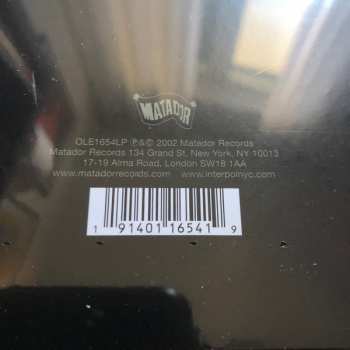 MATADOR
OLE1654LP ℗&© 2002 Matador Records
Matador Records 134 Grand St, New York, NY 10013
17-19 Alma Road, London SW18 1AA
www.matadorrecords.com www.interpolnyc.com
1 91401 16541 9